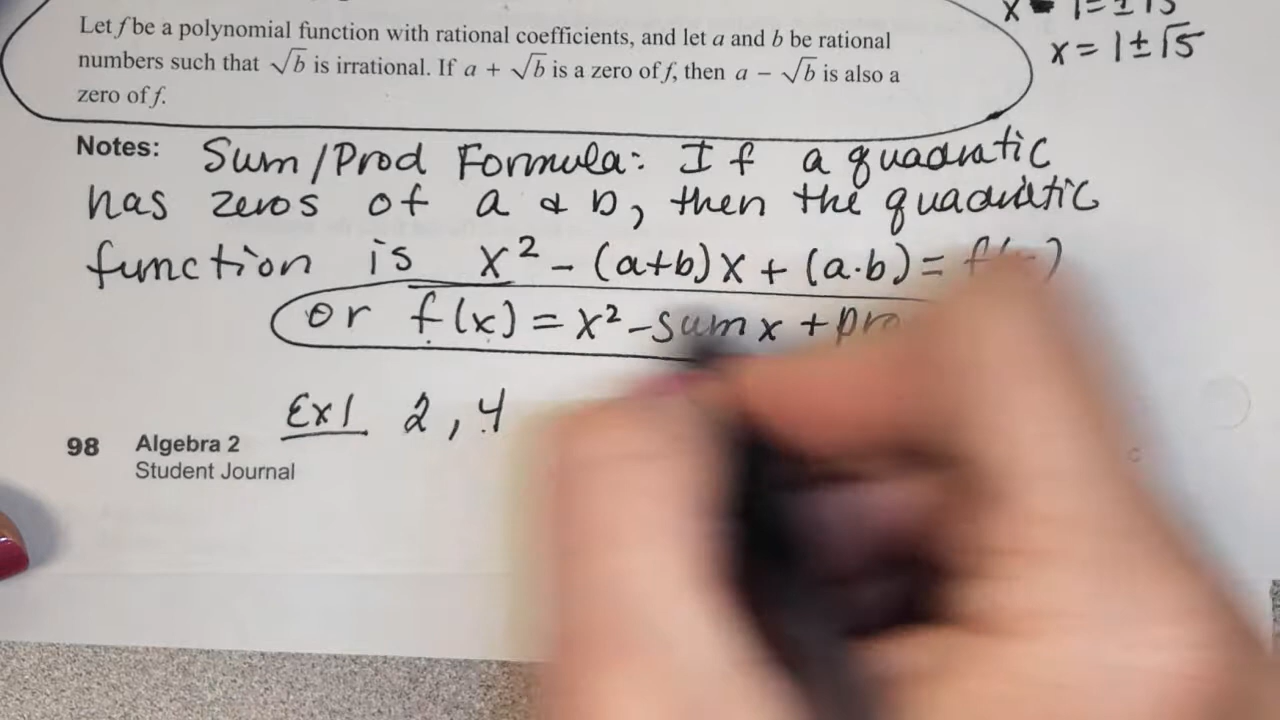 x = 1 ± √5
Let f be a polynomial function with rational coefficients, and let a and b be rational
numbers such that √b is irrational. If a + √b is a zero of f, then a − √b is also a
zero of f.
Notes: Sum/Prod Formula: If a quadratic
has zeros of a & b, then the quadratic
function is x² - (a+b)x + (a·b) =
or f(x) = x² - sum x +
Ex1 2, 4
98 Algebra 2
Student Journal